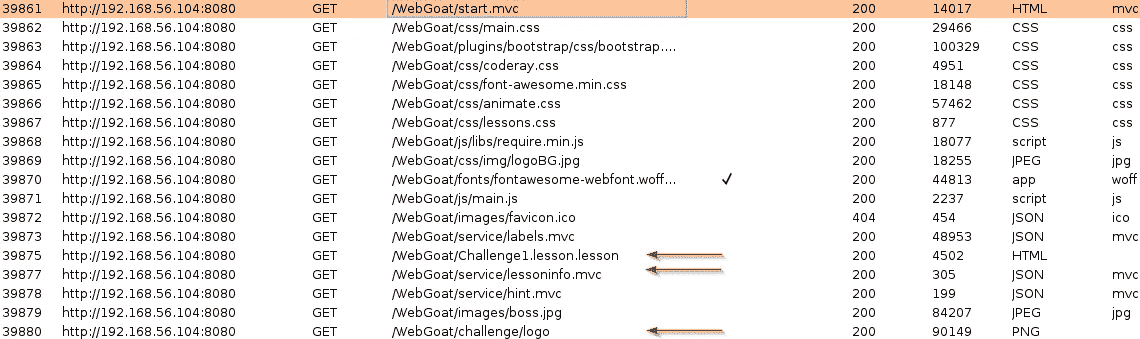 39861 http://192.168.56.104:8080 GET /WebGoat/start.mvc 200 14017 HTML mvc
39862 http://192.168.56.104:8080 GET /WebGoat/css/main.css 200 29466 CSS css
39863 http://192.168.56.104:8080 GET /WebGoat/plugins/bootstrap/css/bootstrap.... 200 100329 CSS css
39864 http://192.168.56.104:8080 GET /WebGoat/css/coderay.css 200 4951 CSS css
39865 http://192.168.56.104:8080 GET /WebGoat/css/font-awesome.min.css 200 18148 CSS css
39866 http://192.168.56.104:8080 GET /WebGoat/css/animate.css 200 57462 CSS css
39867 http://192.168.56.104:8080 GET /WebGoat/css/lessons.css 200 877 CSS css
39868 http://192.168.56.104:8080 GET /WebGoat/js/libs/require.min.js 200 18077 script js
39869 http://192.168.56.104:8080 GET /WebGoat/css/img/logoBG.jpg 200 18255 JPEG jpg
39870 http://192.168.56.104:8080 GET /WebGoat/fonts/fontawesome-webfont.woff... ✓ 200 44813 app woff
39871 http://192.168.56.104:8080 GET /WebGoat/js/main.js 200 2237 script js
39872 http://192.168.56.104:8080 GET /WebGoat/images/favicon.ico 404 454 JSON ico
39873 http://192.168.56.104:8080 GET /WebGoat/service/labels.mvc 200 48953 JSON mvc
39875 http://192.168.56.104:8080 GET /WebGoat/Challenge1.lesson.lesson 200 4502 HTML
39877 http://192.168.56.104:8080 GET /WebGoat/service/lessoninfo.mvc 200 305 JSON mvc
39878 http://192.168.56.104:8080 GET /WebGoat/service/hint.mvc 200 199 JSON mvc
39879 http://192.168.56.104:8080 GET /WebGoat/images/boss.jpg 200 84207 JPEG jpg
39880 http://192.168.56.104:8080 GET /WebGoat/challenge/logo 200 90149 PNG